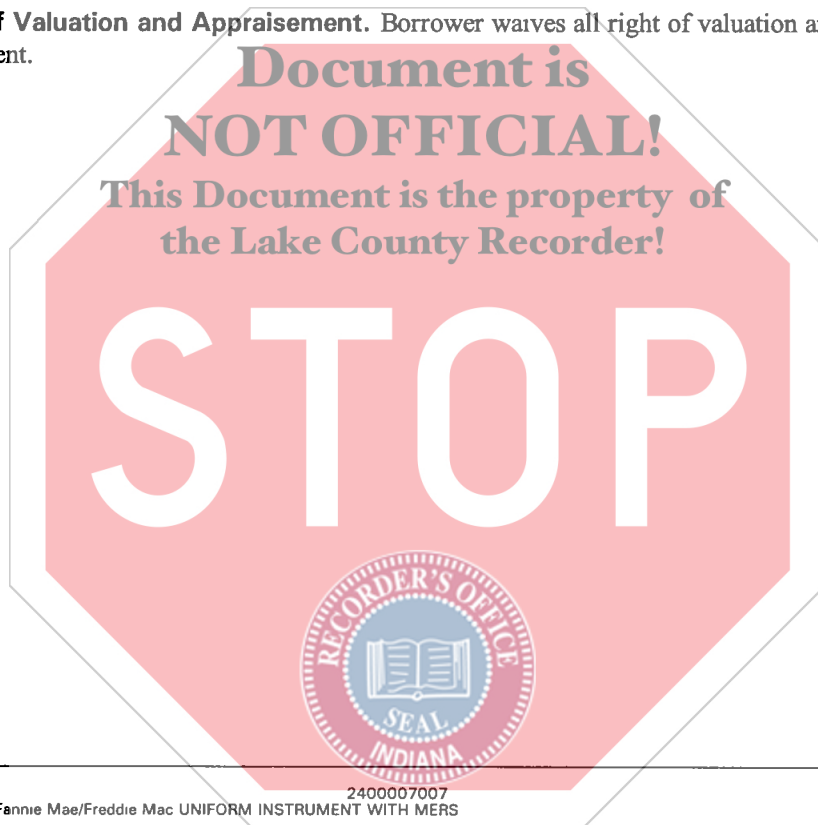 f Valuation and Appraisement. Borrower waives all right of valuation a
ent.
Document is
NOT OFFICIAL!
This Document is the property of
the Lake County Recorder!
STOP
RECORDER'S OFFICE
SEAL
INDIANA
2400007007
Fannie Mae/Freddie Mac UNIFORM INSTRUMENT WITH MERS